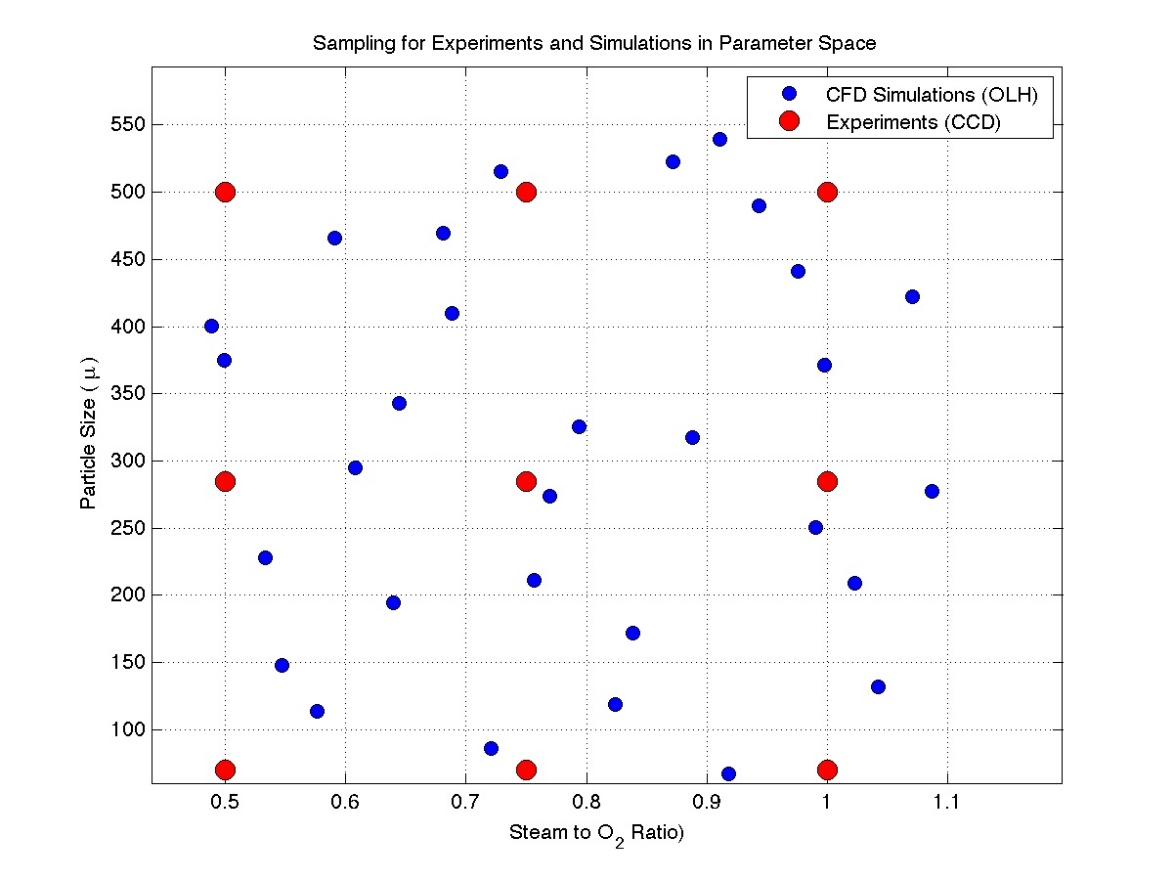 Sampling for Experiments and Simulations in Parameter Space
CFD Simulations (OLH)
Experiments (CCD)
Particle Size ( μ)
550
500
450
400
350
300
250
200
150
100
0.5 0.6 0.7 0.8 0.9 1 1.1
Steam to O2 Ratio)